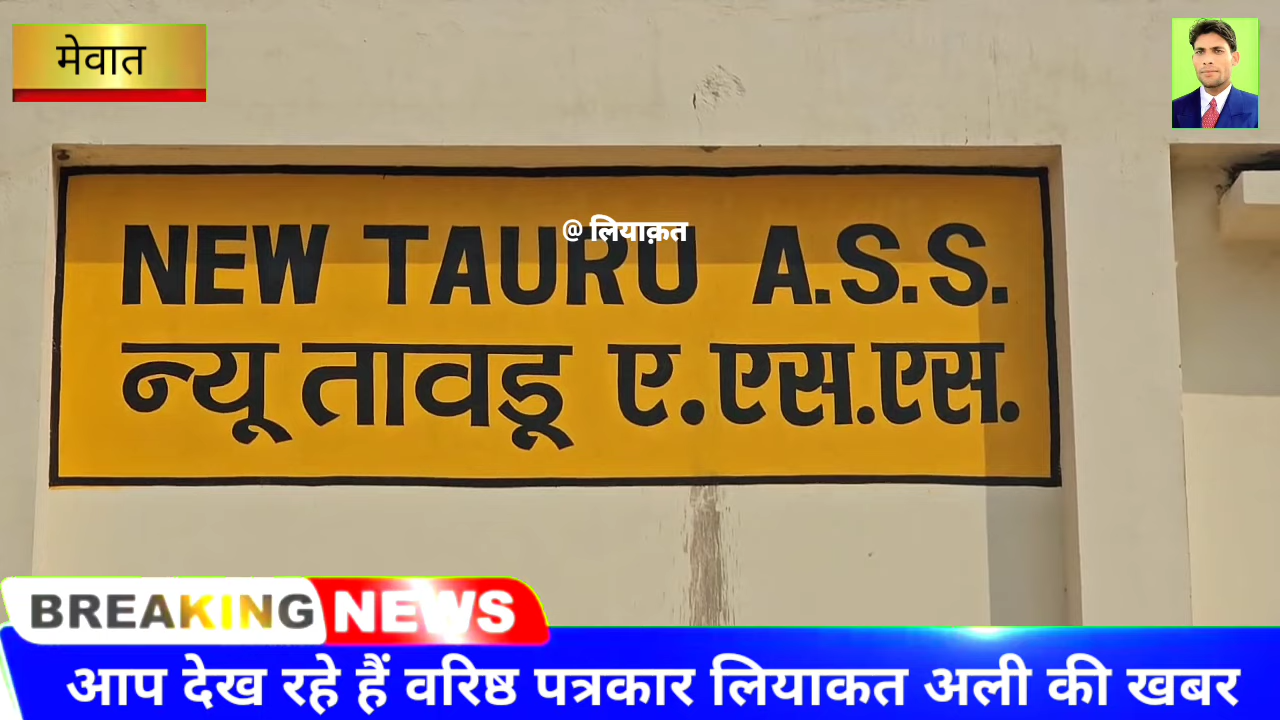 मेवात
@ लियाक़त
NEW TAURU A.S.S.
न्यू तावडू ए.एस.एस.
BREAKING NEWS
आप देख रहे हैं वरिष्ठ पत्रकार लियाकत अली की खबर